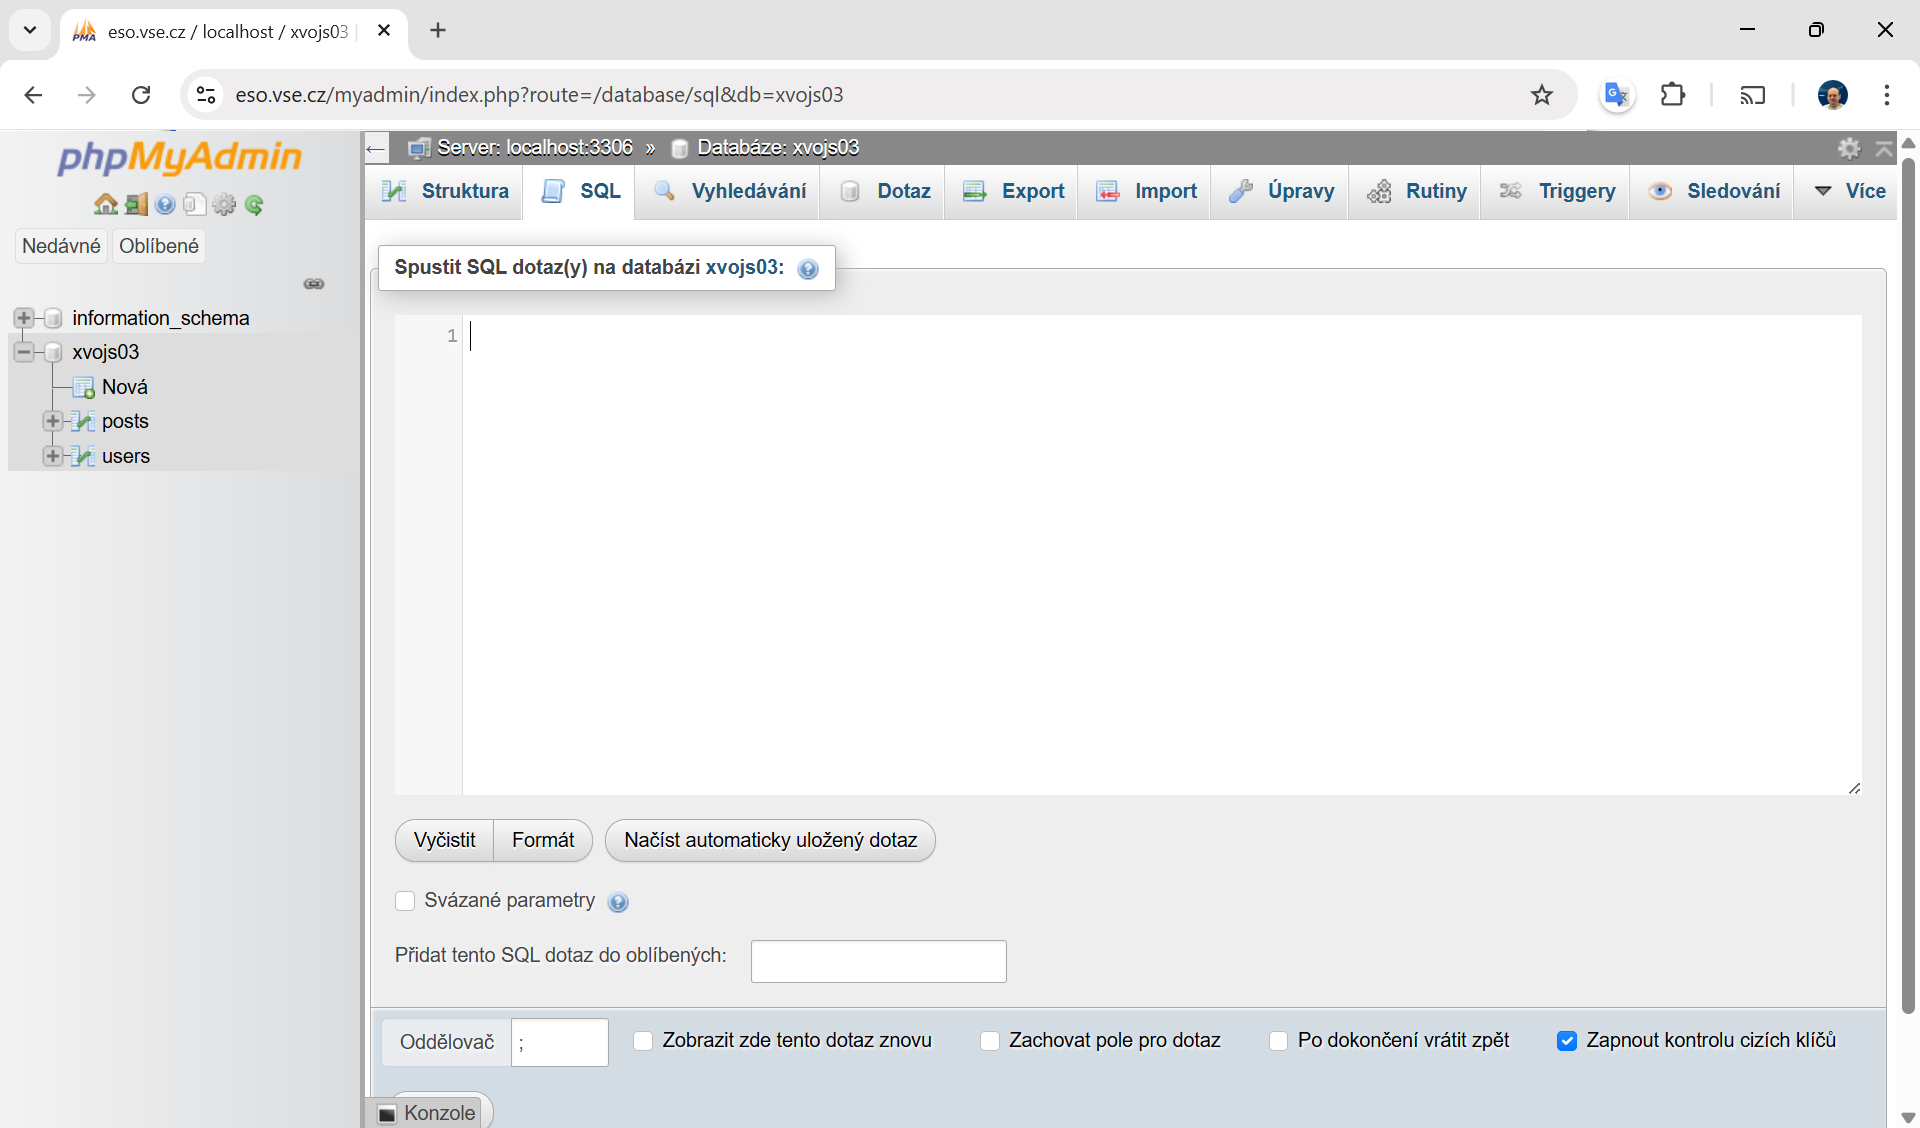 eso.vse.cz / localhost / xvojs03
eso.vse.cz/myadmin/index.php?route=/database/sql&db=xvojs03
phpMyAdmin
Nedávné
Oblíbené
information_schema
xvojs03
Nová
posts
users
Server: localhost:3306 » Databáze: xvojs03
Struktura
SQL
Vyhledávání
Dotaz
Export
Import
Úpravy
Rutiny
Triggery
Sledování
Více
Spustit SQL dotaz(y) na databázi xvojs03:
1
Vyčistit
Formát
Načíst automaticky uložený dotaz
Svázané parametry
Přidat tento SQL dotaz do oblíbených:
Oddělovač
;
Zobrazit zde tento dotaz znovu
Zachovat pole pro dotaz
Po dokončení vrátit zpět
Zapnout kontrolu cizích klíčů
Konzole